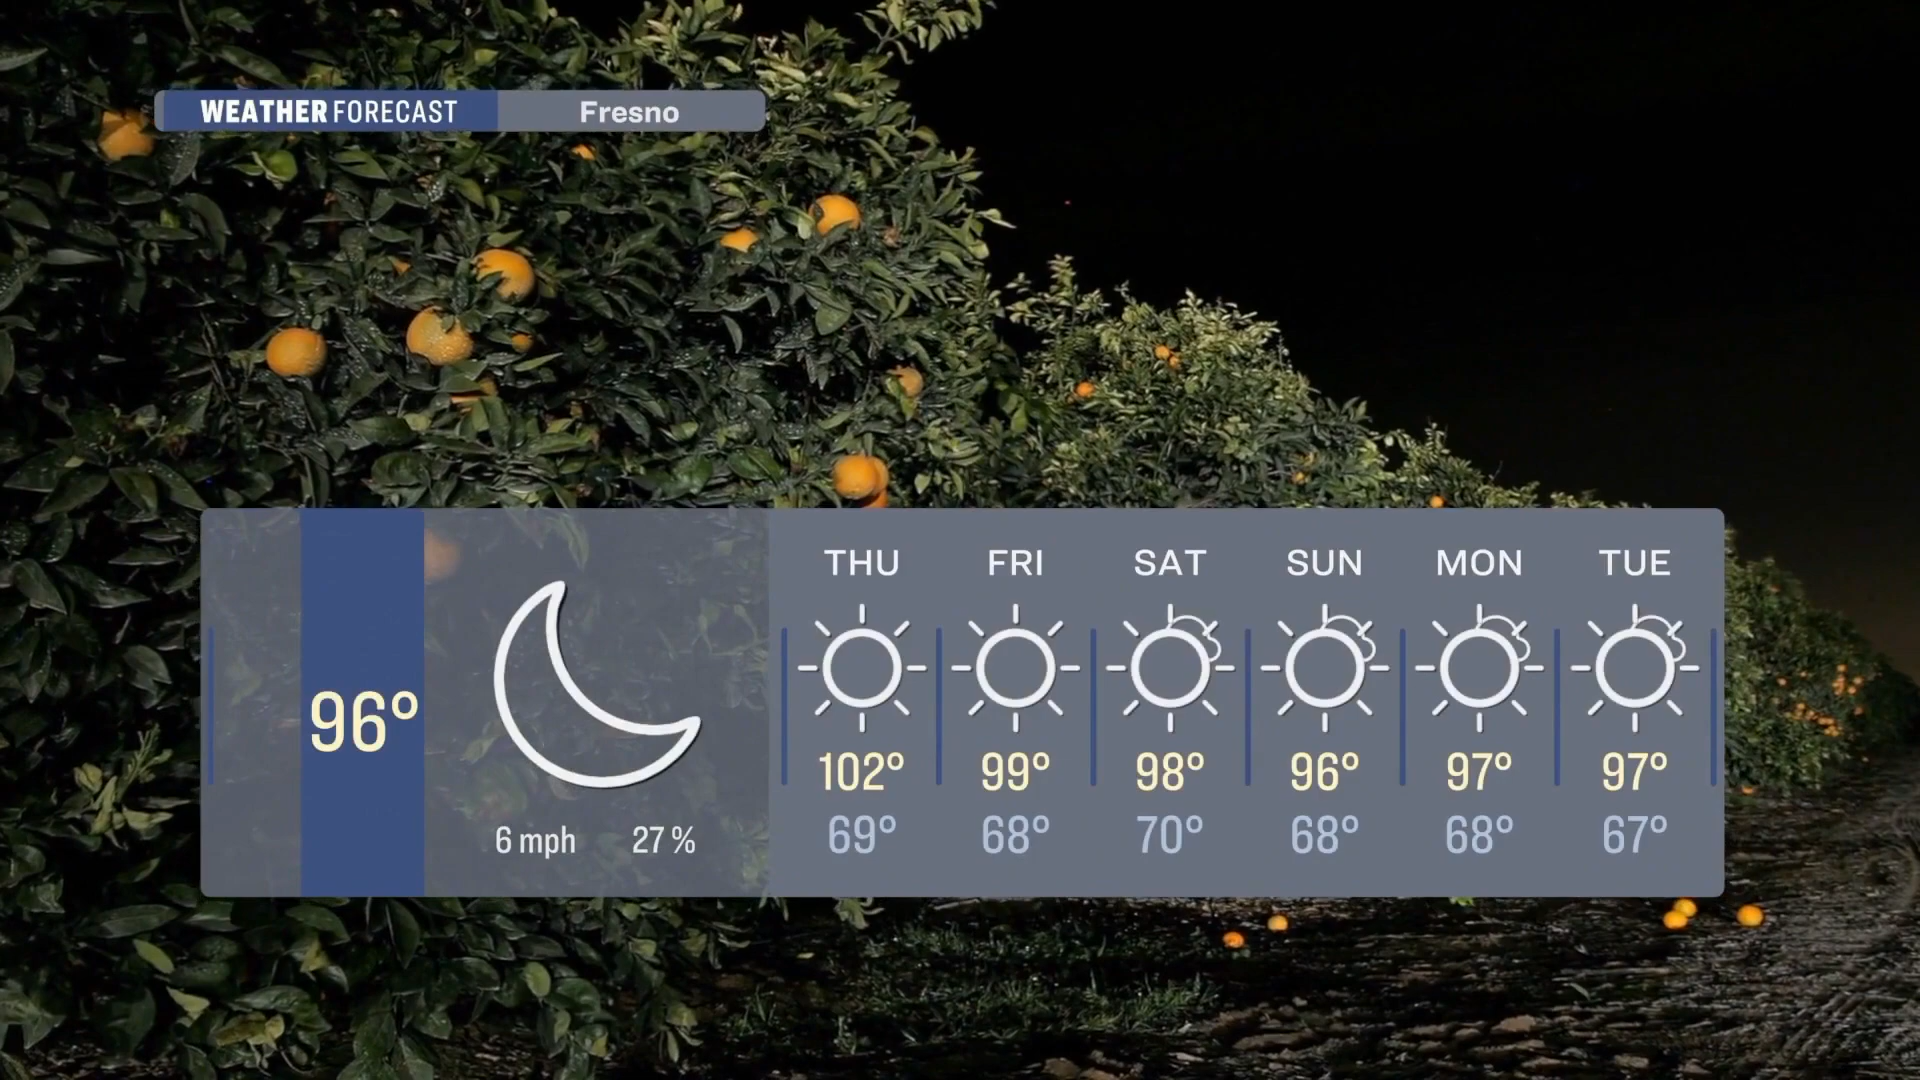 WEATHER FORECAST Fresno
THU FRI SAT SUN MON TUE
96°
102° 99° 98° 96° 97° 97°
6 mph 27 % 69° 68° 70° 68° 68° 67°